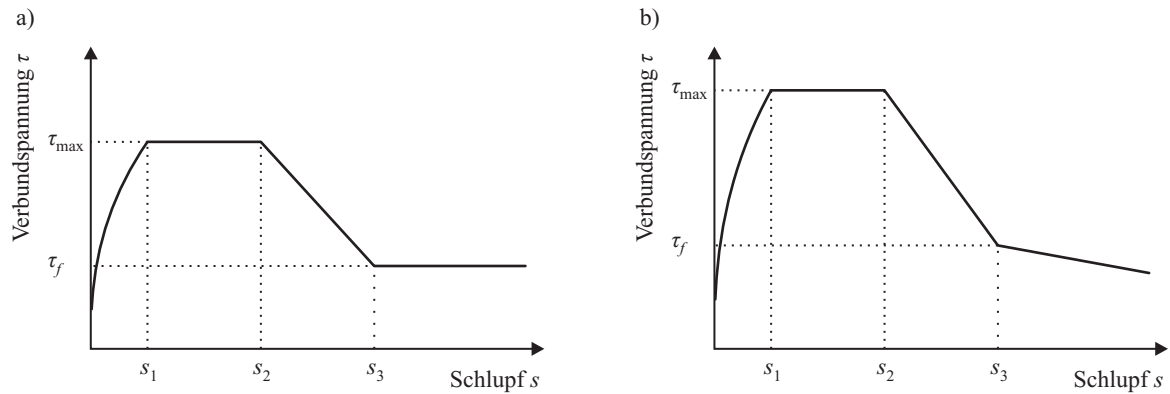 a)
Verbundspannung τ
τmax
τf
s1 s2 s3
Schlupf s
b)
Verbundspannung τ
τmax
τf
s1 s2 s3
Schlupf s